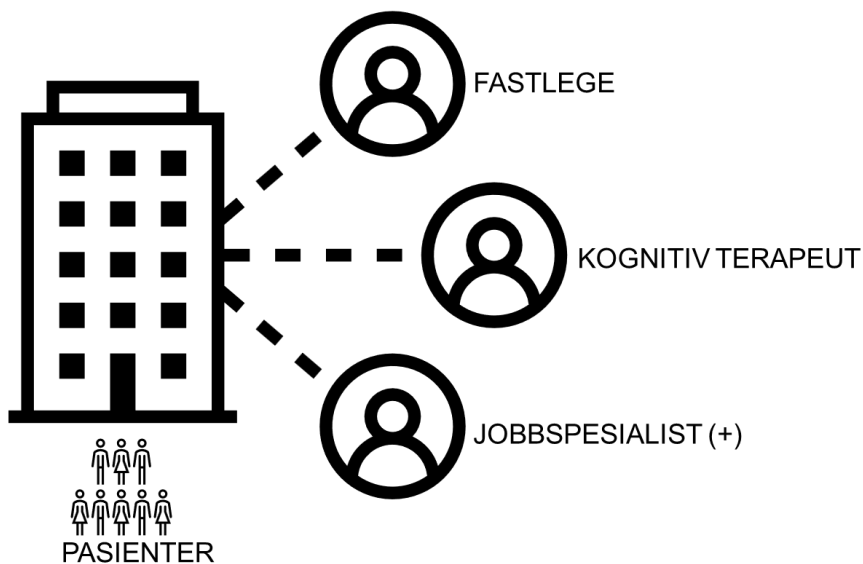 FASTLEGE
KOGNITIV TERAPEUT
JOBBSPESIALIST (+)
PASIENTER